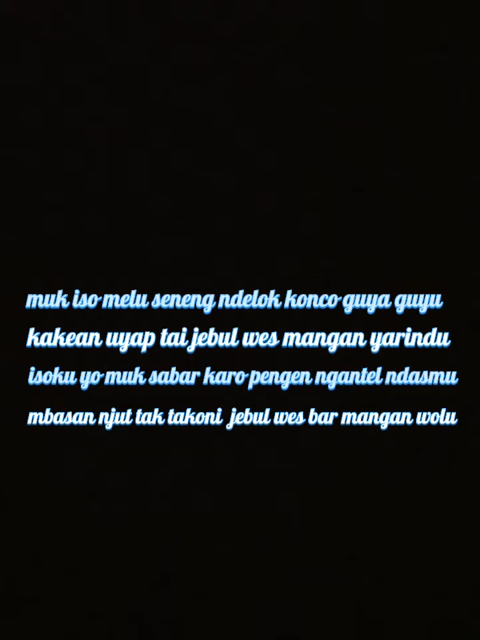 muk iso melu seneng ndelok konco guya guyu
kakean uyap tai jebul wes mangan yarindu
isoku yo muk sabar karo pengen ngantel ndasmu
mbasan njut tak takoni jebul wes bar mangan wolu